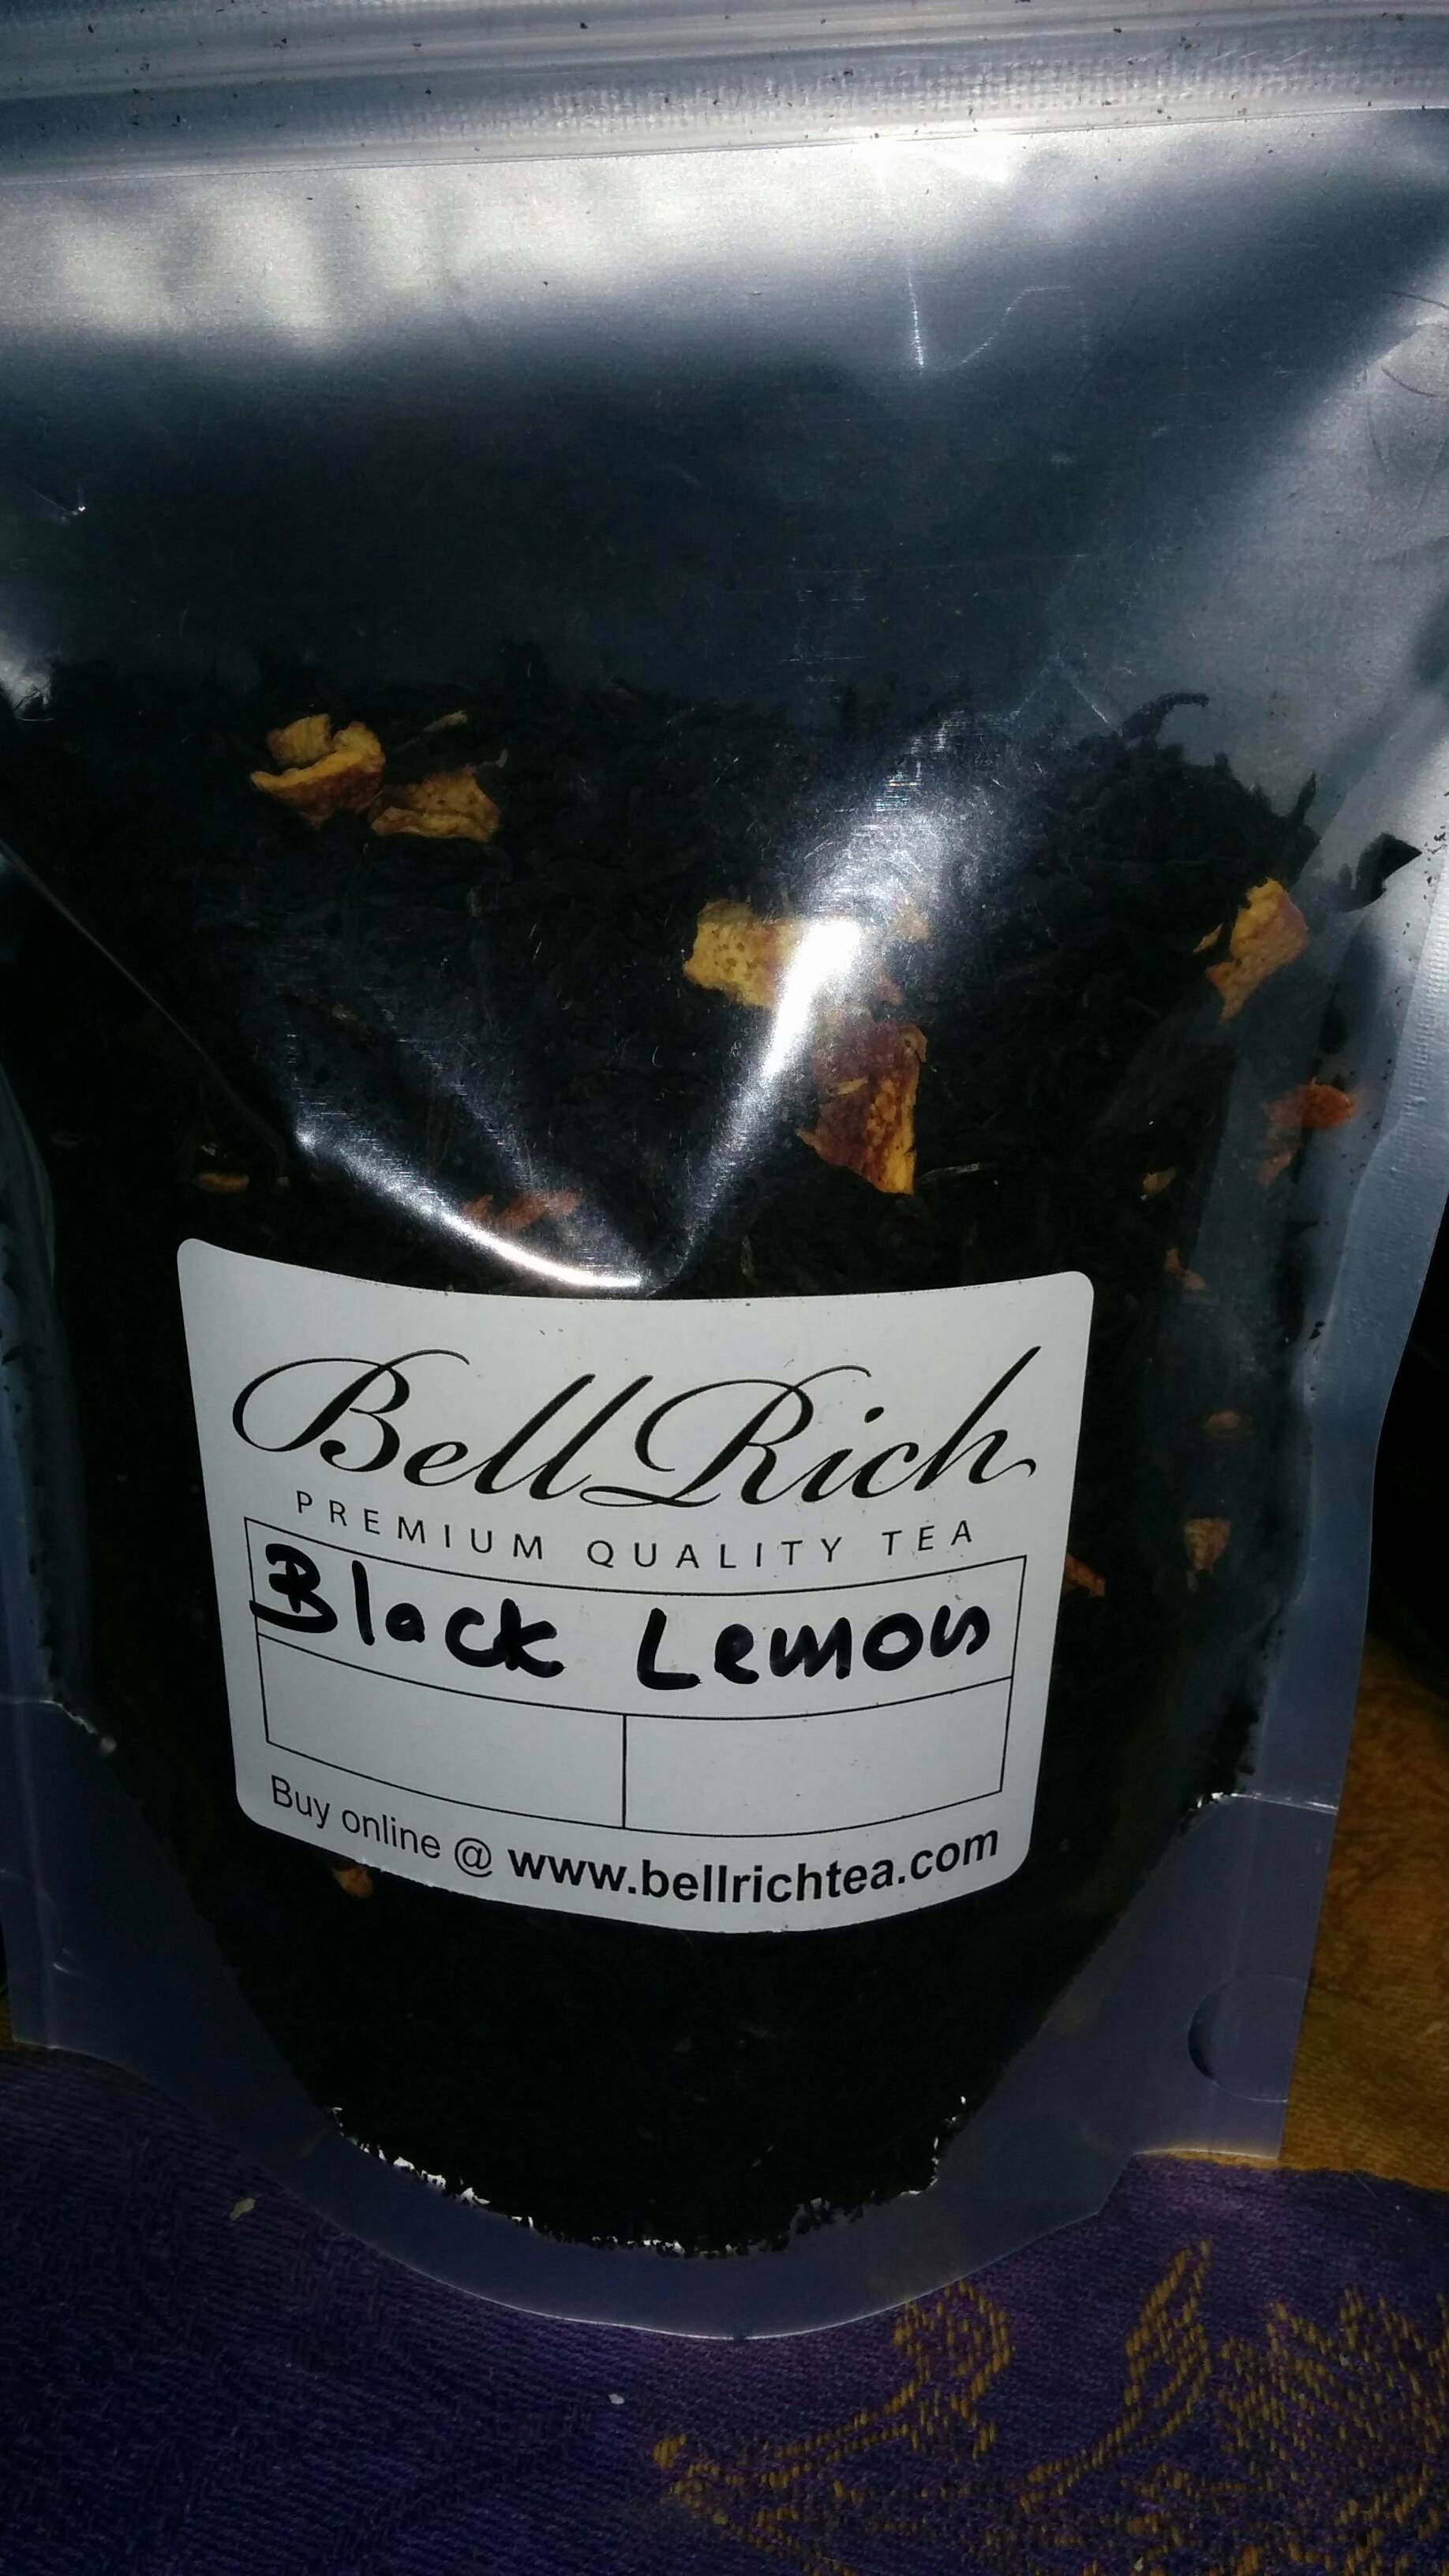 BellRich
PREMIUM QUALITY TEA
Black Lemon
Buy online @ www.bellrichtea.com